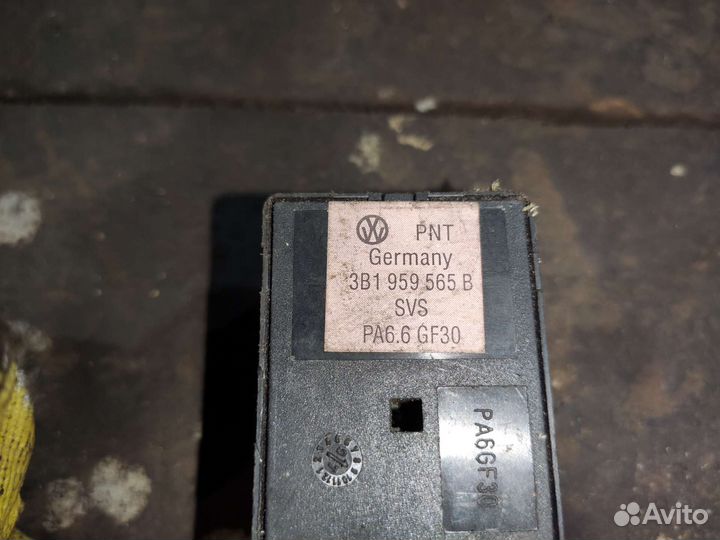 PNT
Germany
3B1 959 565 B
SVS
PA6.6 GF30
PA6GF30
Avito